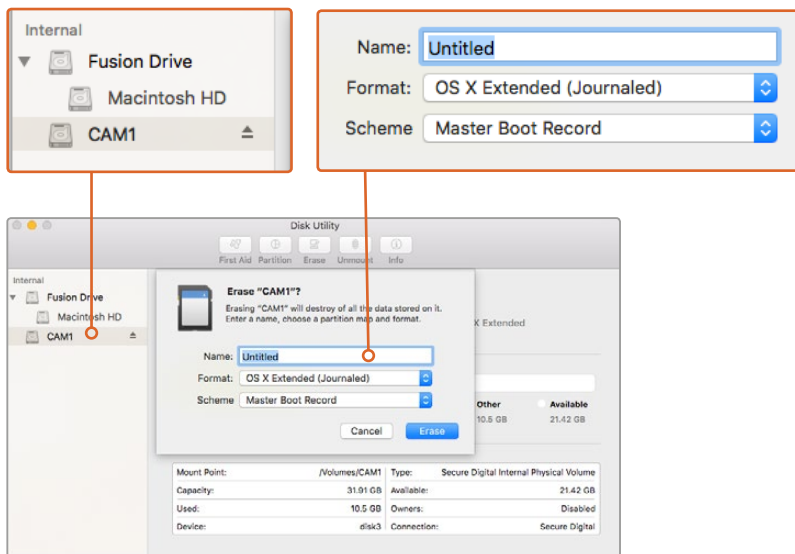 Internal
Fusion Drive
Macintosh HD
CAM1
Name: Untitled
Format: OS X Extended (Journaled)
Scheme Master Boot Record
Disk Utility
First Aid Partition Erase Unmount Info
Internal
Fusion Drive
Macintosh HD
CAM1
Erase “CAM1”?
Erasing “CAM1” will destroy of all the data stored on it.
Enter a name, choose a partition map and format.
X Extended
Name: Untitled
Format: OS X Extended (Journaled)
Scheme Master Boot Record
Other Available
10.5 GB 21.42 GB
Cancel Erase
Mount Point: /Volumes/CAM1 Type: Secure Digital Internal Physical Volume
Capacity: 31.91 GB Available: 21.42 GB
Used: 10.5 GB Owners: Disabled
Device: disk3 Connection: Secure Digital